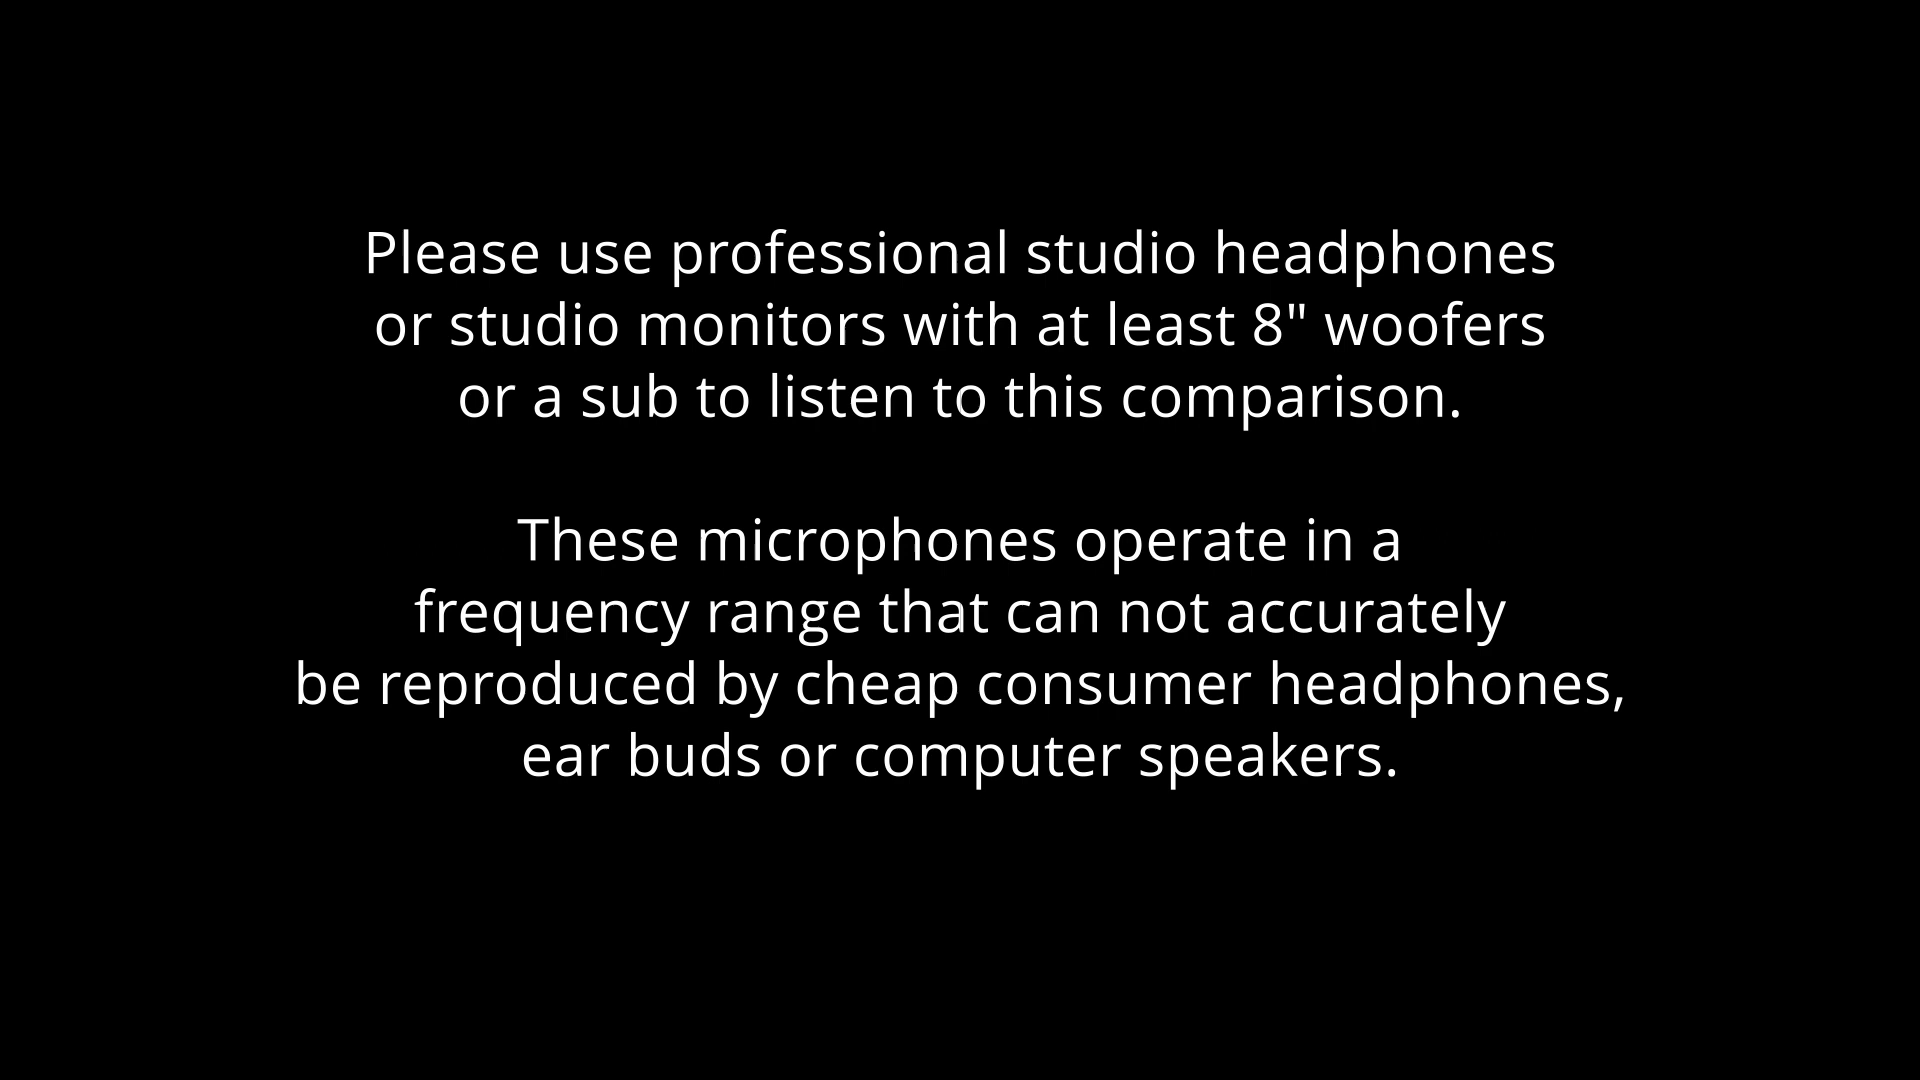 Please use professional studio headphones
or studio monitors with at least 8" woofers
or a sub to listen to this comparison.
These microphones operate in a
frequency range that can not accurately
be reproduced by cheap consumer headphones,
ear buds or computer speakers.